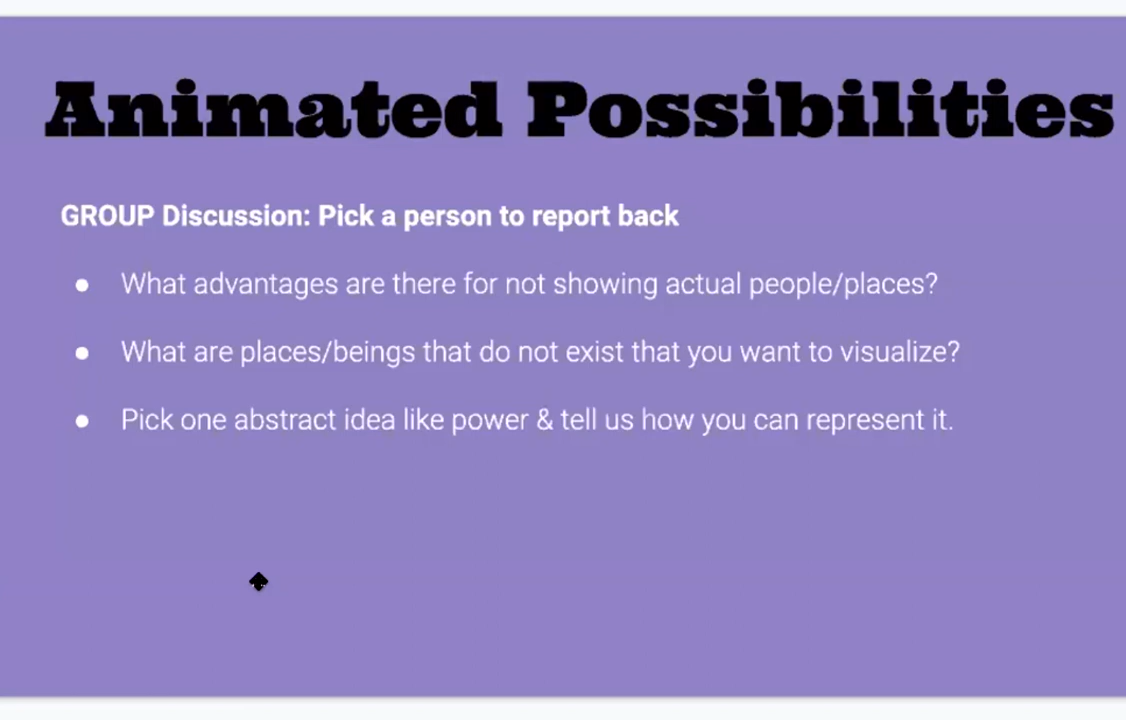 Animated Possibilities
GROUP Discussion: Pick a person to report back
● What advantages are there for not showing actual people/places?
● What are places/beings that do not exist that you want to visualize?
● Pick one abstract idea like power & tell us how you can represent it.